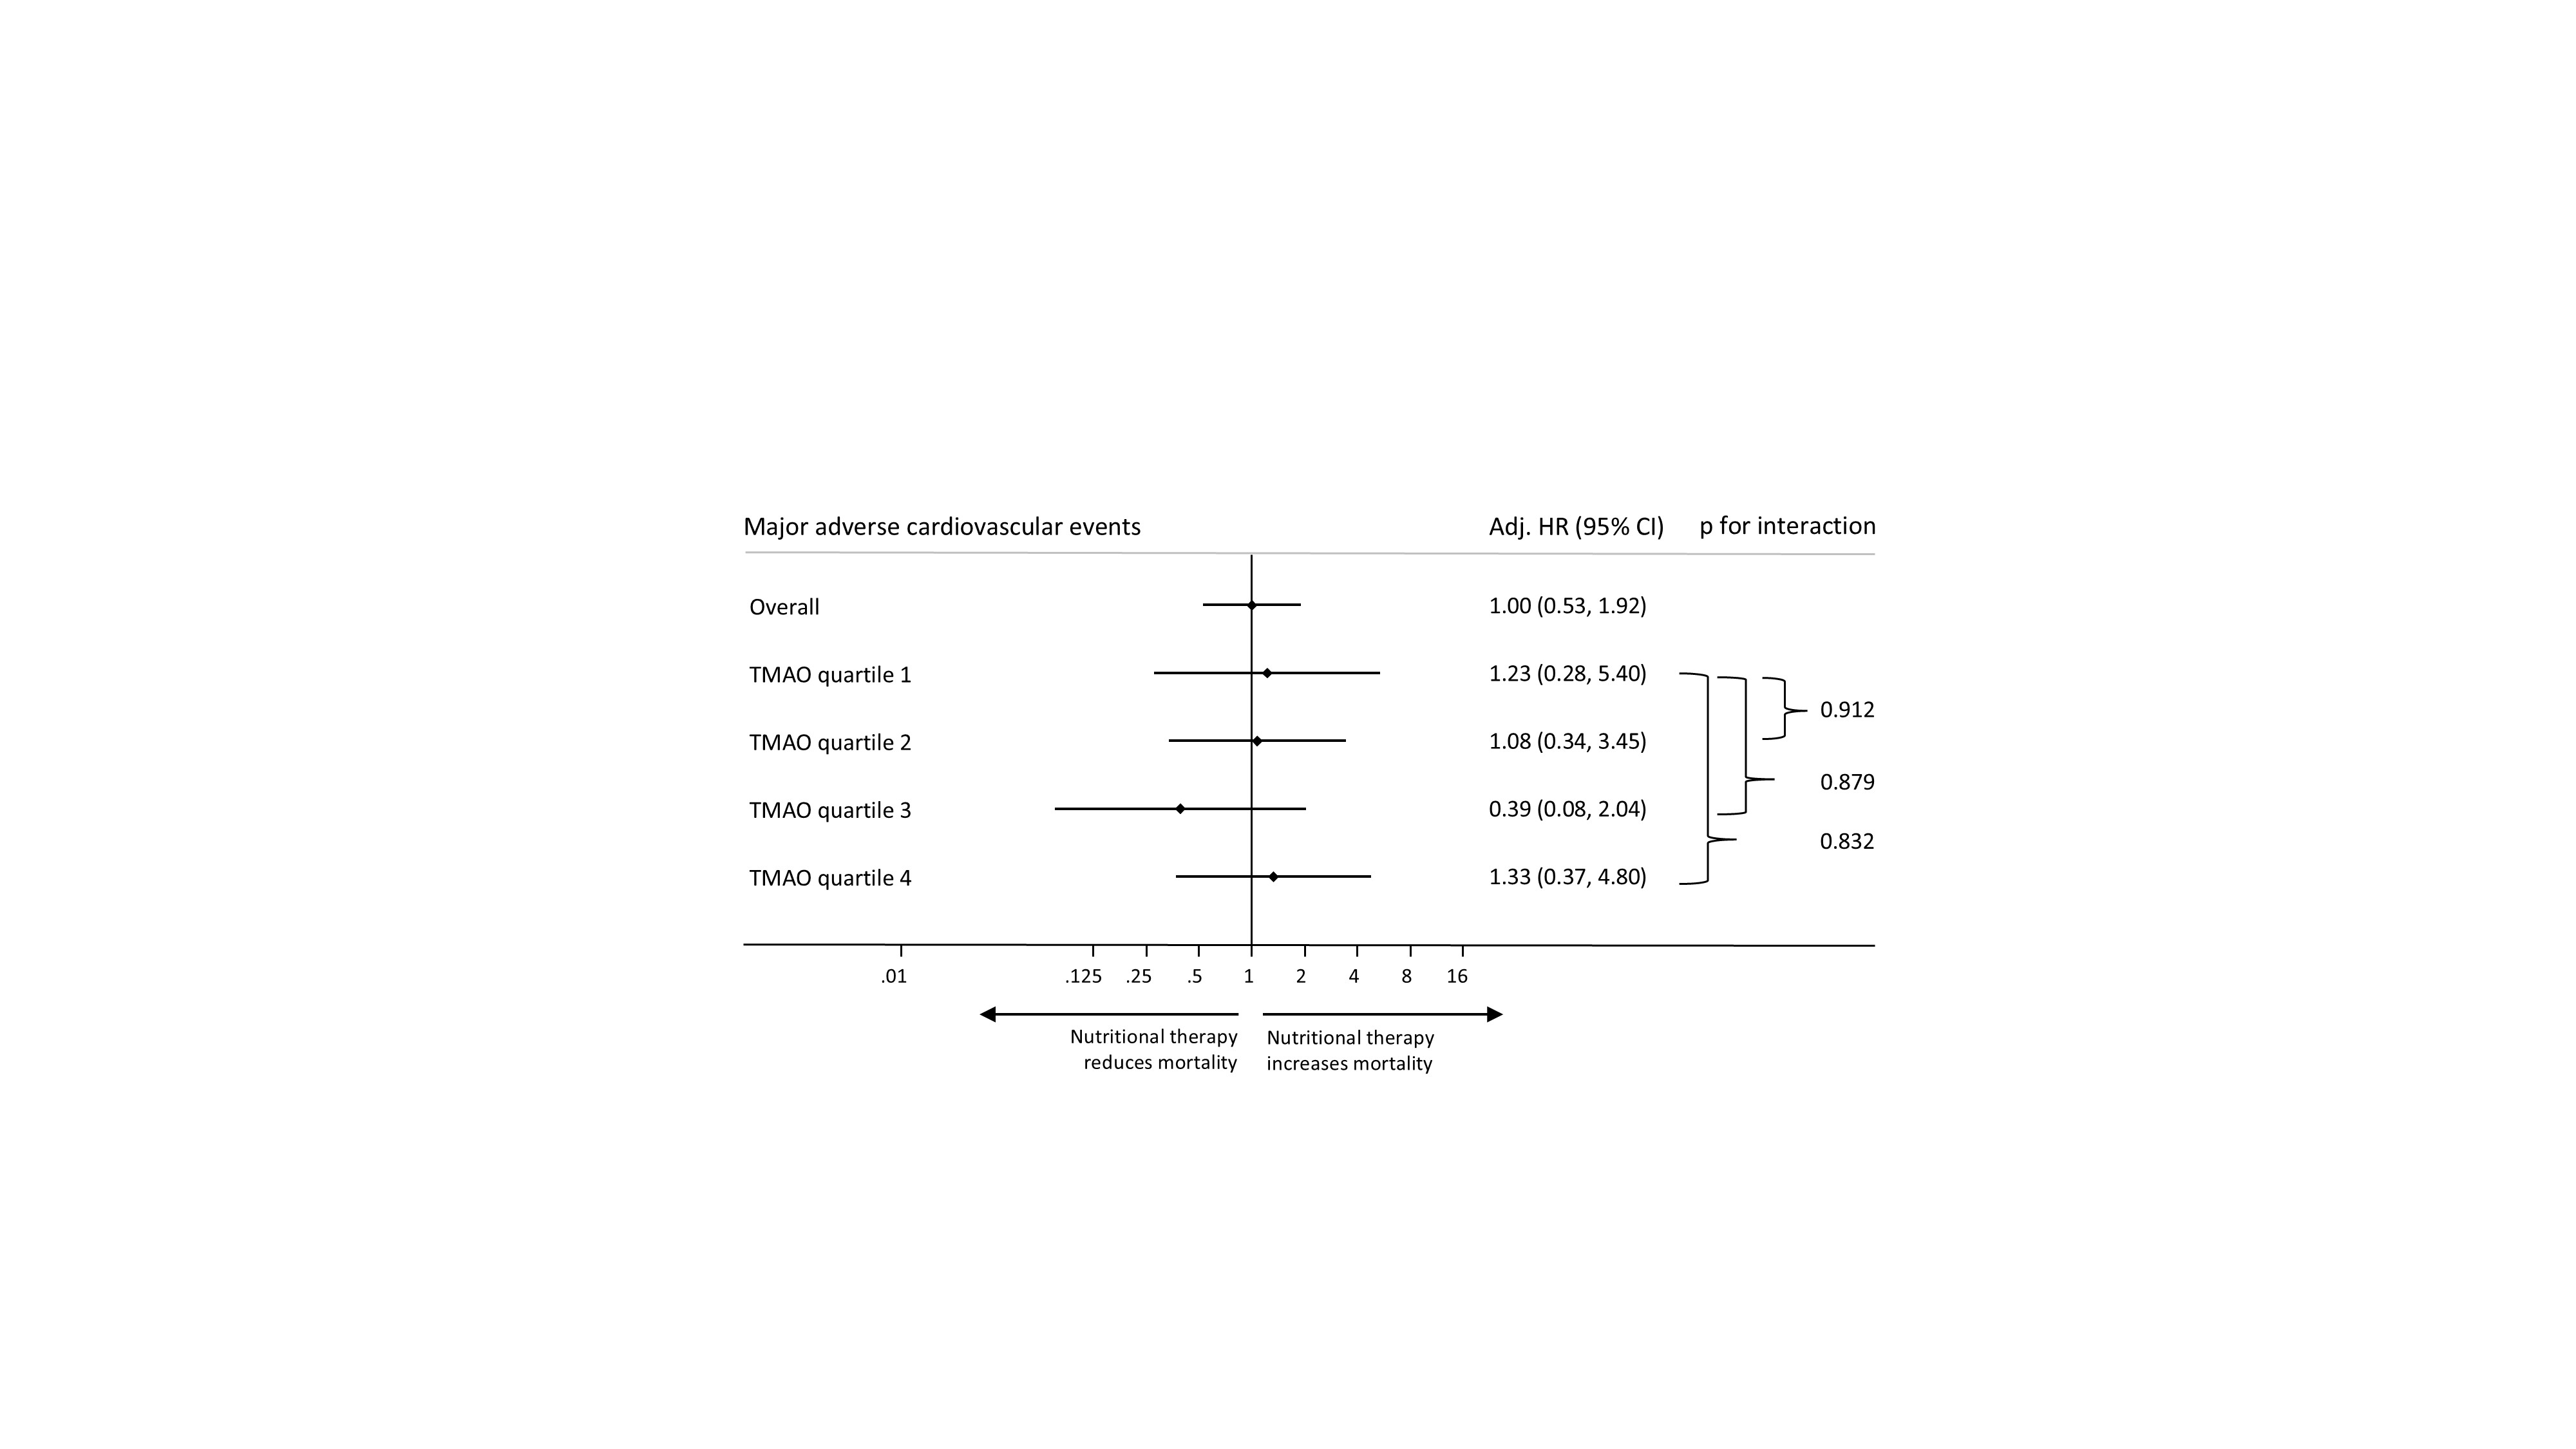 Major adverse cardiovascular events Adj. HR (95% CI) p for interaction
Overall 1.00 (0.53, 1.92)
TMAO quartile 1 1.23 (0.28, 5.40)
0.912
TMAO quartile 2 1.08 (0.34, 3.45)
0.879
TMAO quartile 3 0.39 (0.08, 2.04)
0.832
TMAO quartile 4 1.33 (0.37, 4.80)
.01 .125 .25 .5 1 2 4 8 16
Nutritional therapy
reduces mortality
Nutritional therapy
increases mortality